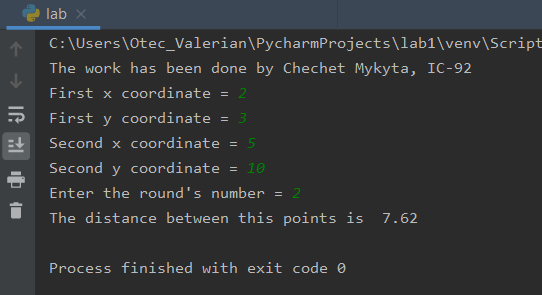 lab
C:\Users\Otec_Valerian\PycharmProjects\lab1\venv\Script
The work has been done by Chechet Mykyta, IC-92
First x coordinate = 2
First y coordinate = 3
Second x coordinate = 5
Second y coordinate = 10
Enter the round's number = 2
The distance between this points is  7.62
Process finished with exit code 0